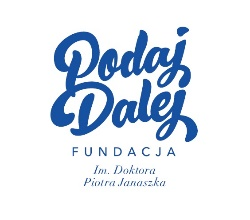 Podaj
Dalej
FUNDACJA
Im. Doktora
Piotra Janaszka